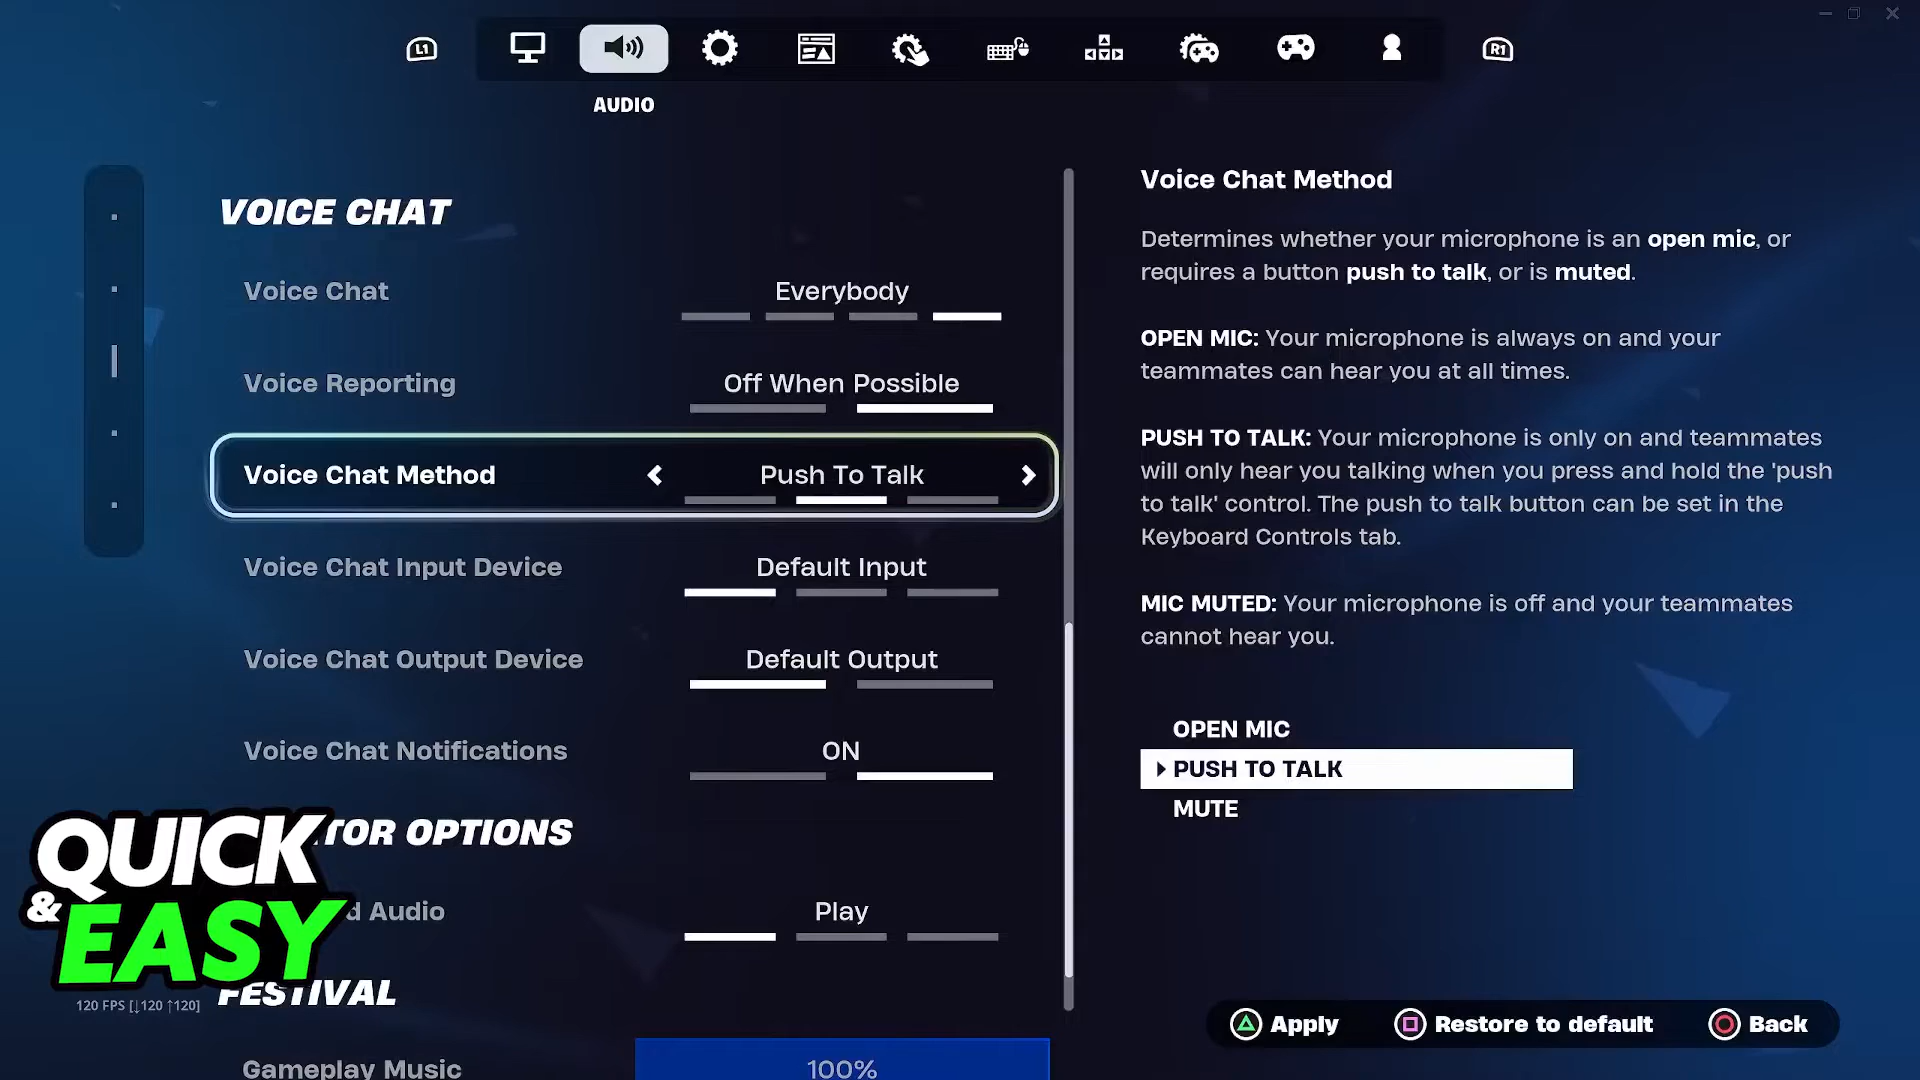 L1
R1
AUDIO
VOICE CHAT
Voice Chat
Everybody
Voice Reporting
Off When Possible
Voice Chat Method
Push To Talk
Voice Chat Input Device
Default Input
Voice Chat Output Device
Default Output
Voice Chat Notifications
ON
TOR OPTIONS
d Audio
Play
FESTIVAL
Gameplay Music
100%
QUICK
& EASY
120 FPS [↓120 ↑120]
Voice Chat Method
Determines whether your microphone is an open mic, or
requires a button push to talk, or is muted.
OPEN MIC: Your microphone is always on and your
teammates can hear you at all times.
PUSH TO TALK: Your microphone is only on and teammates
will only hear you talking when you press and hold the 'push
to talk' control. The push to talk button can be set in the
Keyboard Controls tab.
MIC MUTED: Your microphone is off and your teammates
cannot hear you.
OPEN MIC
PUSH TO TALK
MUTE
Apply
Restore to default
Back